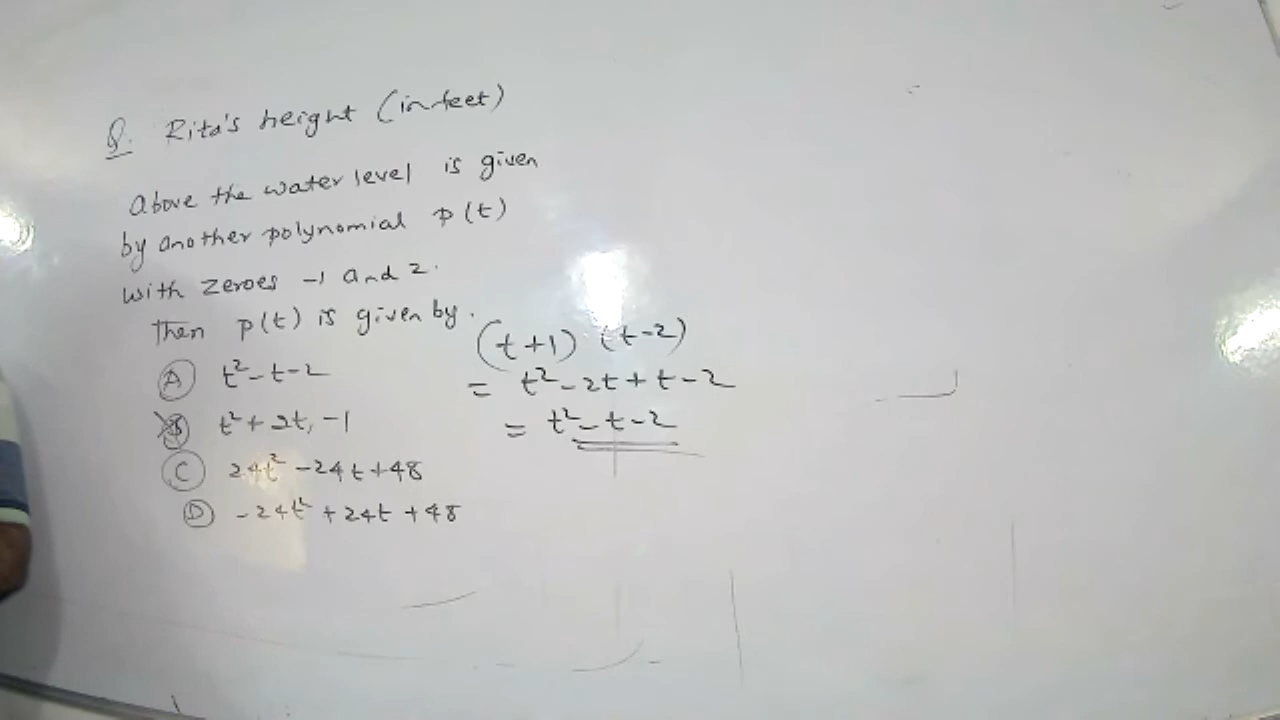 Q. Rita's height (in feet)
above the water level is given
by another polynomial p(t)
with zeroes -1 and 2.
Then p(t) is given by.
(t+1) (t-2)
Ⓐ t²-t-2
= t²-2t+t-2
Ⓑ t²+2t,-1
= t²-t-2
Ⓒ 24t²-24t+48
Ⓓ -24t²+24t+48